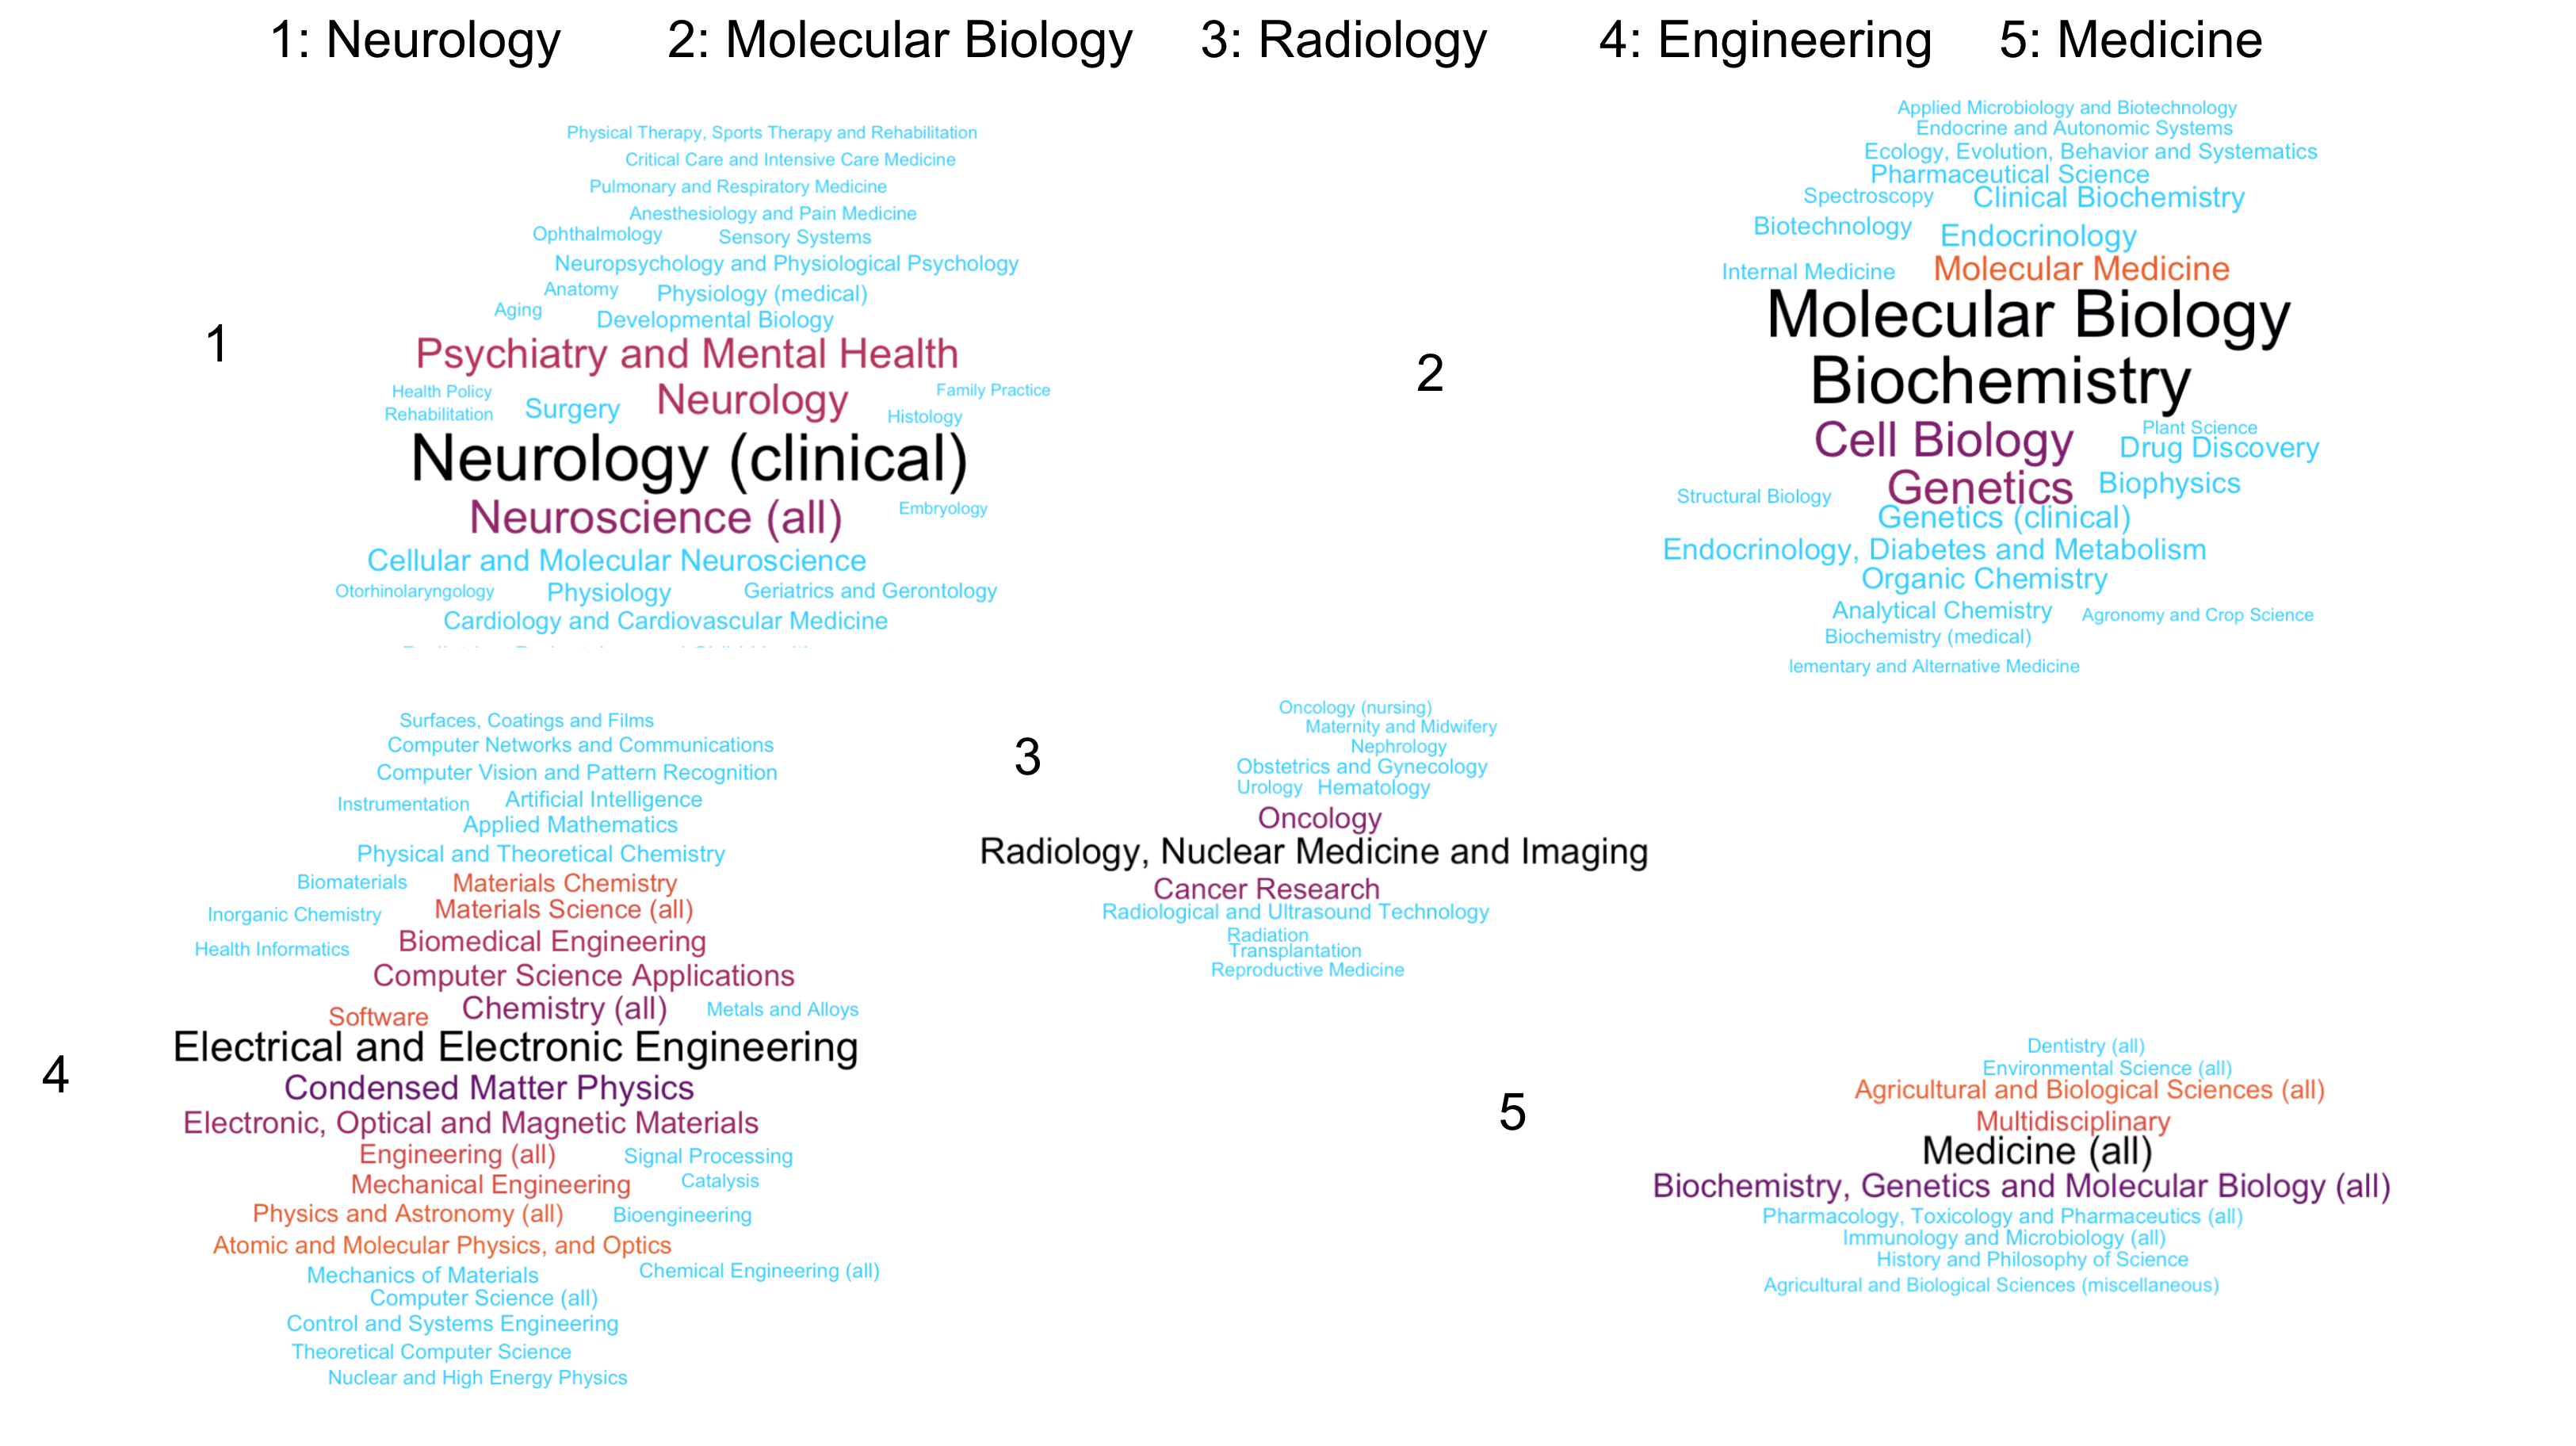 1: Neurology 2: Molecular Biology 3: Radiology 4: Engineering 5: Medicine
1
Physical Therapy, Sports Therapy and Rehabilitation
Critical Care and Intensive Care Medicine
Pulmonary and Respiratory Medicine
Anesthesiology and Pain Medicine
Ophthalmology Sensory Systems
Neuropsychology and Physiological Psychology
Anatomy Physiology (medical)
Aging
Developmental Biology
Psychiatry and Mental Health
Health Policy Neurology Family Practice
Rehabilitation Surgery Histology
Neurology (clinical)
Neuroscience (all) Embryology
Cellular and Molecular Neuroscience
Otorhinolaryngology Physiology Geriatrics and Gerontology
Cardiology and Cardiovascular Medicine
2
Applied Microbiology and Biotechnology
Endocrine and Autonomic Systems
Ecology, Evolution, Behavior and Systematics
Pharmaceutical Science
Spectroscopy Clinical Biochemistry
Biotechnology Endocrinology
Internal Medicine Molecular Medicine
Molecular Biology
Biochemistry
Cell Biology Plant Science
Drug Discovery
Genetics Biophysics
Structural Biology
Genetics (clinical)
Endocrinology, Diabetes and Metabolism
Organic Chemistry
Analytical Chemistry Agronomy and Crop Science
Biochemistry (medical)
lementary and Alternative Medicine
3
Oncology (nursing)
Maternity and Midwifery
Nephrology
Obstetrics and Gynecology
Urology Hematology
Oncology
Radiology, Nuclear Medicine and Imaging
Cancer Research
Radiological and Ultrasound Technology
Radiation
Transplantation
Reproductive Medicine
4
Surfaces, Coatings and Films
Computer Networks and Communications
Computer Vision and Pattern Recognition
Instrumentation Artificial Intelligence
Applied Mathematics
Physical and Theoretical Chemistry
Biomaterials Materials Chemistry
Inorganic Chemistry Materials Science (all)
Health Informatics Biomedical Engineering
Computer Science Applications
Software Chemistry (all) Metals and Alloys
Electrical and Electronic Engineering
Condensed Matter Physics
Electronic, Optical and Magnetic Materials
Engineering (all) Signal Processing
Mechanical Engineering Catalysis
Physics and Astronomy (all) Bioengineering
Atomic and Molecular Physics, and Optics
Mechanics of Materials Chemical Engineering (all)
Computer Science (all)
Control and Systems Engineering
Theoretical Computer Science
Nuclear and High Energy Physics
5
Dentistry (all)
Environmental Science (all)
Agricultural and Biological Sciences (all)
Multidisciplinary
Medicine (all)
Biochemistry, Genetics and Molecular Biology (all)
Pharmacology, Toxicology and Pharmaceutics (all)
Immunology and Microbiology (all)
History and Philosophy of Science
Agricultural and Biological Sciences (miscellaneous)